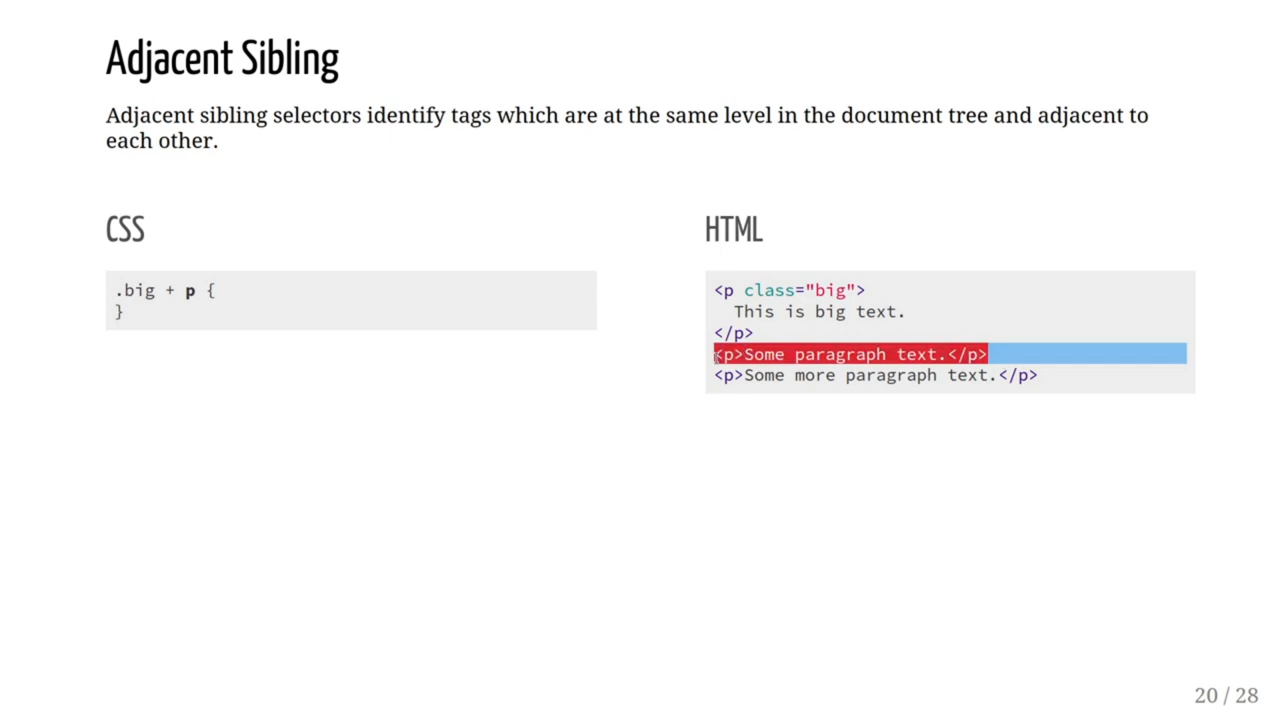 Adjacent Sibling
Adjacent sibling selectors identify tags which are at the same level in the document tree and adjacent to
each other.
CSS
.big + p {
}
HTML
<p class="big">
  This is big text.
</p>
<p>Some paragraph text.</p>
<p>Some more paragraph text.</p>
20 / 28